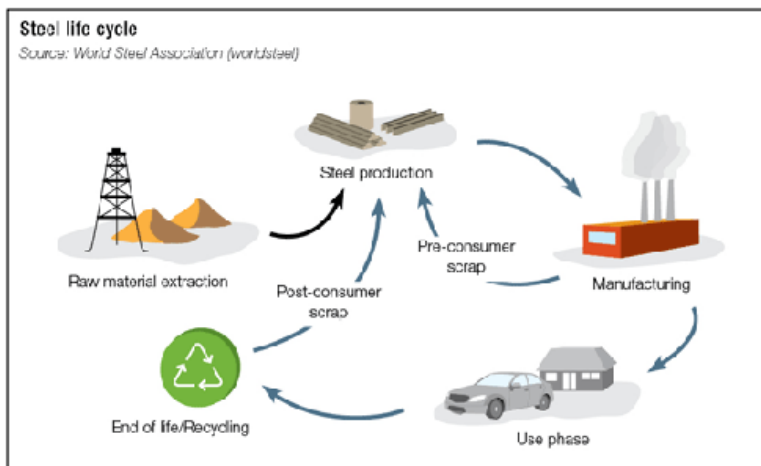 Steel life cycle
Source: World Steel Association (worldsteel)
Steel production
Raw material extraction
Pre-consumer
scrap
Manufacturing
Post-consumer
scrap
End of life/Recycling
Use phase